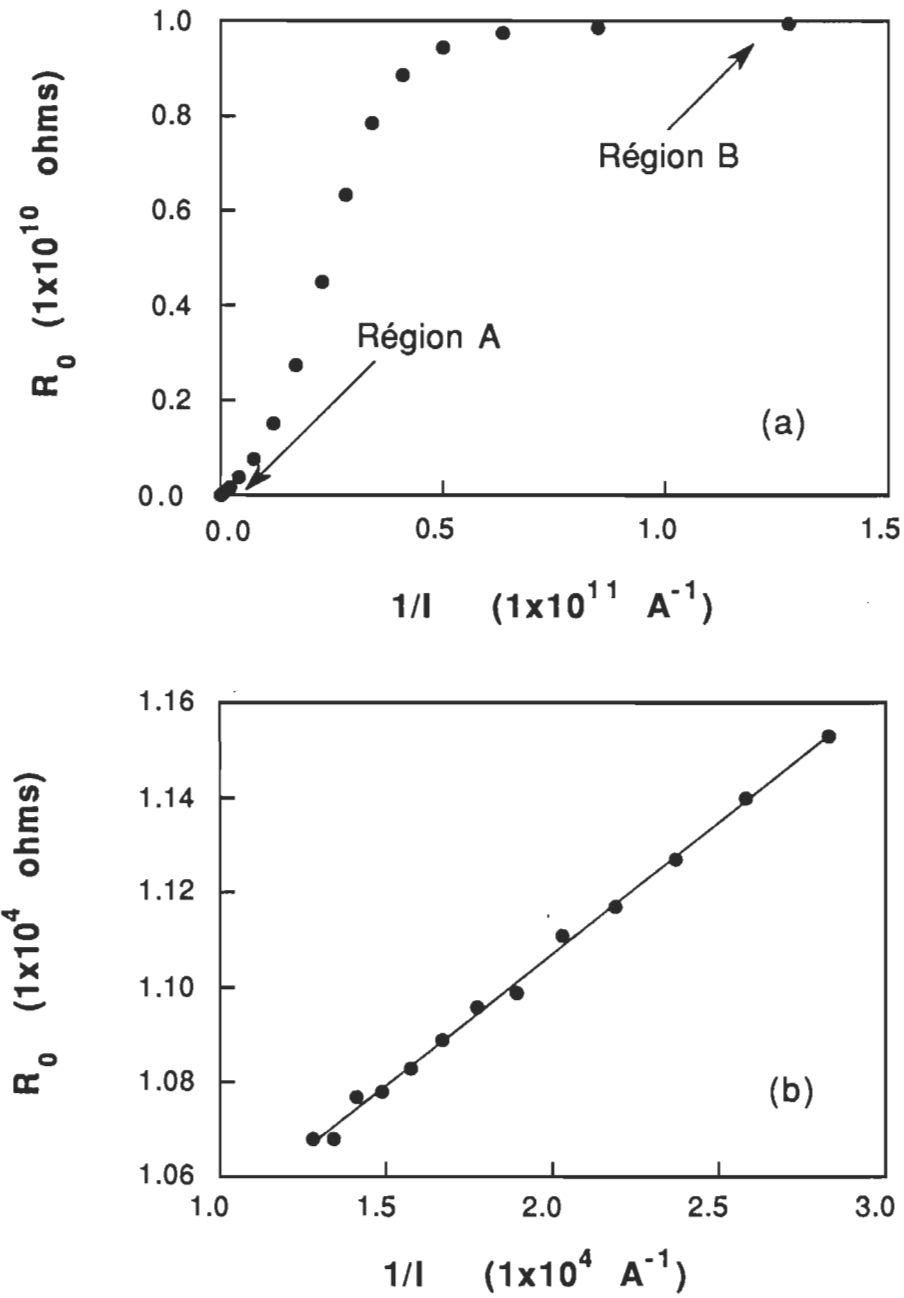 1.0
0.8
0.6
0.4
0.2
0.0
R0 (1x10^10 ohms)
Région B
Région A
(a)
0.0 0.5 1.0 1.5
1/I (1x10^11 A^-1)
1.16
1.14
1.12
1.10
1.08
1.06
R0 (1x10^4 ohms)
(b)
1.0 1.5 2.0 2.5 3.0
1/I (1x10^4 A^-1)